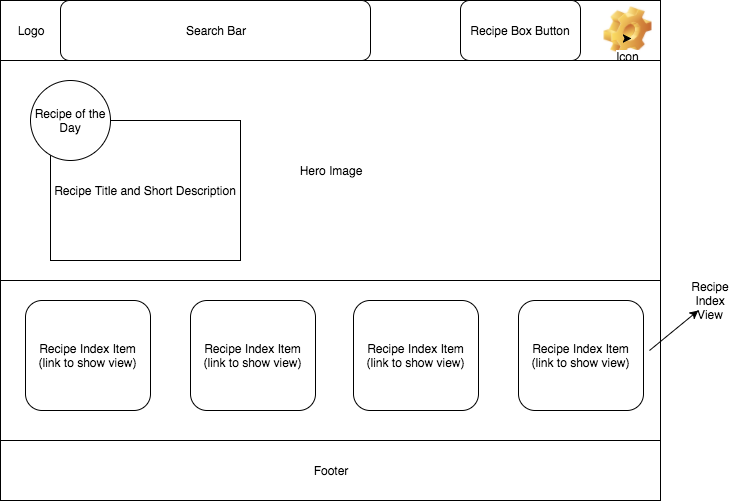 Logo
Search Bar
Recipe Box Button
Icon
Recipe of the
Day
Recipe Title and Short Description
Hero Image
Recipe
Index
View
Recipe Index Item
(link to show view)
Recipe Index Item
(link to show view)
Recipe Index Item
(link to show view)
Recipe Index Item
(link to show view)
Footer